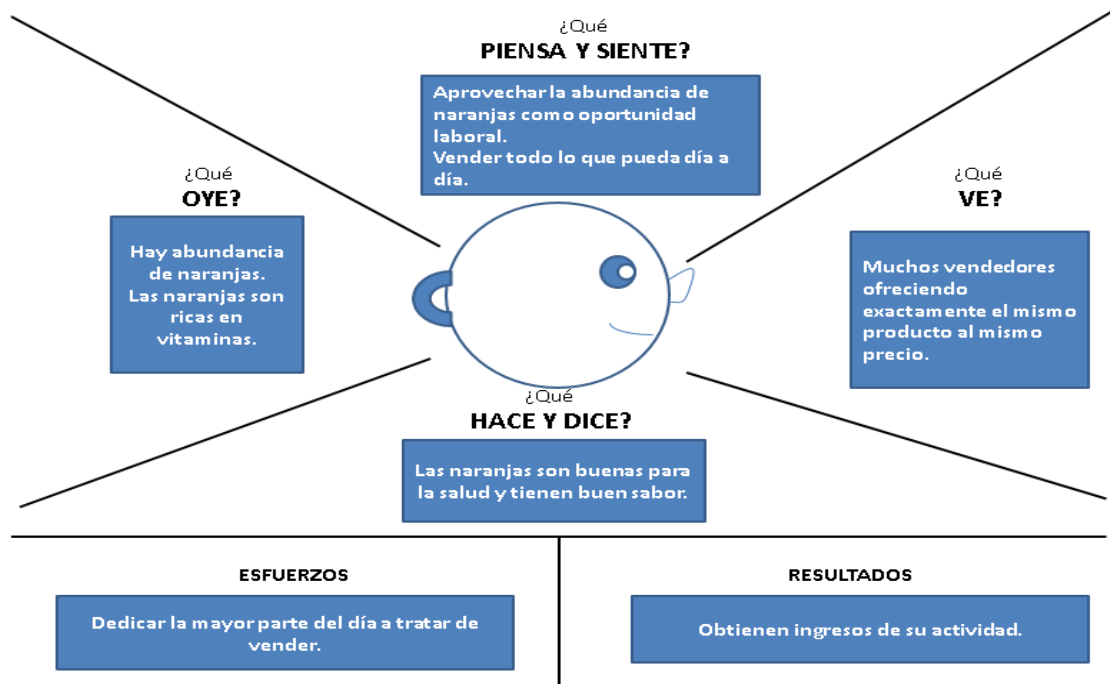 ¿Qué
PIENSA Y SIENTE?
Aprovechar la abundancia de
naranjas como oportunidad
laboral.
Vender todo lo que pueda día a
día.
¿Qué
OYE?
Hay abundancia
de naranjas.
Las naranjas son
ricas en
vitaminas.
¿Qué
VE?
Muchos vendedores
ofreciendo
exactamente el mismo
producto al mismo
precio.
¿Qué
HACE Y DICE?
Las naranjas son buenas para
la salud y tienen buen sabor.
ESFUERZOS
Dedicar la mayor parte del día a tratar de
vender.
RESULTADOS
Obtienen ingresos de su actividad.